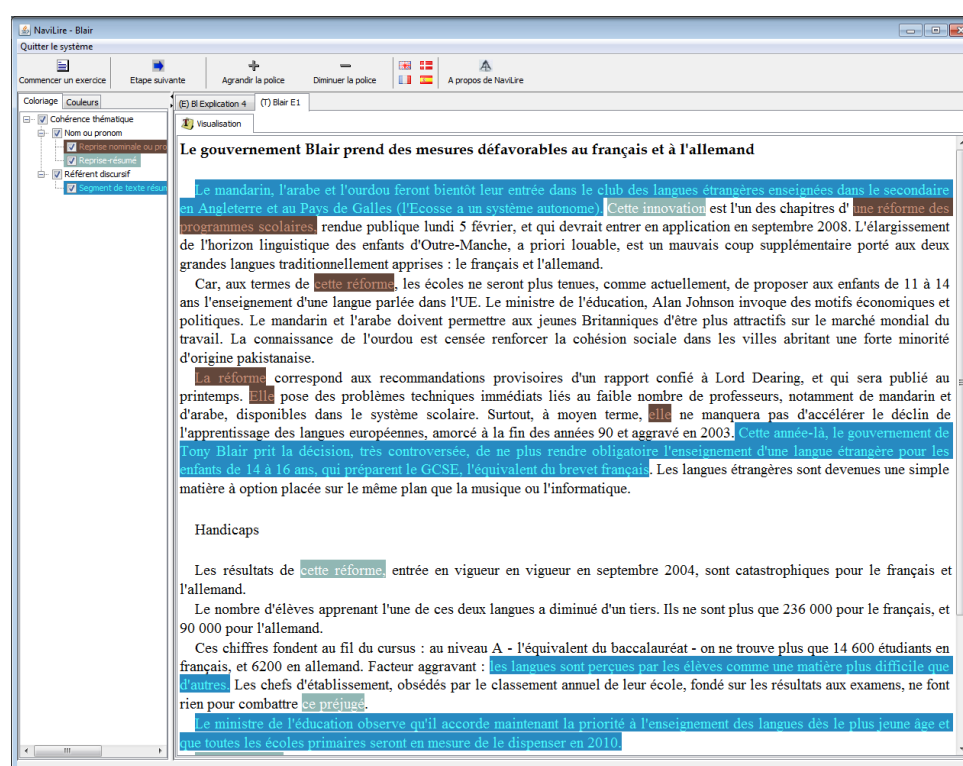 NaviLire - Blair
Quitter le système
Commencer un exercice
Etape suivante
Agrandir la police
Diminuer la police
A propos de NaviLire
Coloriage
Couleurs
(E) Bl Explication 4
(T) Blair E1
Cohérence thématique
Nom ou pronom
Reprise nominale ou pro
Reprise-résumé
Référent discursif
Segment de texte résun
Visualisation
Le gouvernement Blair prend des mesures défavorables au français et à l'allemand
Le mandarin, l'arabe et l'ourdou feront bientôt leur entrée dans le club des langues étrangères enseignées dans le secondaire
en Angleterre et au Pays de Galles (l'Ecosse a un système autonome). Cette innovation est l'un des chapitres d' une réforme des
programmes scolaires, rendue publique lundi 5 février, et qui devrait entrer en application en septembre 2008. L'élargissement
de l'horizon linguistique des enfants d'Outre-Manche, a priori louable, est un mauvais coup supplémentaire porté aux deux
grandes langues traditionnellement apprises : le français et l'allemand.
Car, aux termes de cette réforme, les écoles ne seront plus tenues, comme actuellement, de proposer aux enfants de 11 à 14
ans l'enseignement d'une langue parlée dans l'UE. Le ministre de l'éducation, Alan Johnson invoque des motifs économiques et
politiques. Le mandarin et l'arabe doivent permettre aux jeunes Britanniques d'être plus attractifs sur le marché mondial du
travail. La connaissance de l'ourdou est censée renforcer la cohésion sociale dans les villes abritant une forte minorité
d'origine pakistanaise.
La réforme correspond aux recommandations provisoires d'un rapport confié à Lord Dearing, et qui sera publié au
printemps. Elle pose des problèmes techniques immédiats liés au faible nombre de professeurs, notamment de mandarin et
d'arabe, disponibles dans le système scolaire. Surtout, à moyen terme, elle ne manquera pas d'accélérer le déclin de
l'apprentissage des langues européennes, amorcé à la fin des années 90 et aggravé en 2003. Cette année-là, le gouvernement de
Tony Blair prit la décision, très controversée, de ne plus rendre obligatoire l'enseignement d'une langue étrangère pour les
enfants de 14 à 16 ans, qui préparent le GCSE, l'équivalent du brevet français. Les langues étrangères sont devenues une simple
matière à option placée sur le même plan que la musique ou l'informatique.
Handicaps
Les résultats de cette réforme, entrée en vigueur en vigueur en septembre 2004, sont catastrophiques pour le français et
l'allemand.
Le nombre d'élèves apprenant l'une de ces deux langues a diminué d'un tiers. Ils ne sont plus que 236 000 pour le français, et
90 000 pour l'allemand.
Ces chiffres fondent au fil du cursus : au niveau A - l'équivalent du baccalauréat - on ne trouve plus que 14 600 étudiants en
français, et 6200 en allemand. Facteur aggravant : les langues sont perçues par les élèves comme une matière plus difficile que
d'autres. Les chefs d'établissement, obsédés par le classement annuel de leur école, fondé sur les résultats aux examens, ne font
rien pour combattre ce préjugé.
Le ministre de l'éducation observe qu'il accorde maintenant la priorité à l'enseignement des langues dès le plus jeune âge et
que toutes les écoles primaires seront en mesure de le dispenser en 2010.